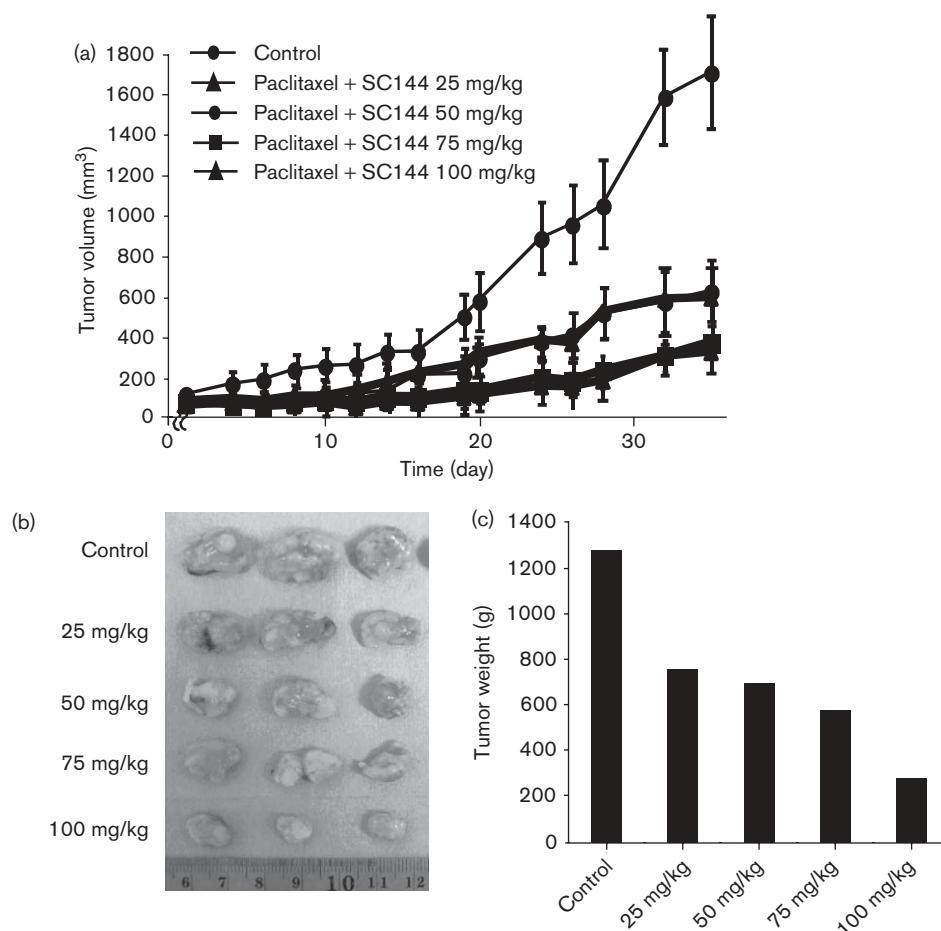 (a)
Tumor volume (mm³)
1800
1600
1400
1200
1000
800
600
400
200
0
Control
Paclitaxel + SC144 25 mg/kg
Paclitaxel + SC144 50 mg/kg
Paclitaxel + SC144 75 mg/kg
Paclitaxel + SC144 100 mg/kg
0 10 20 30
Time (day)
(b)
Control
25 mg/kg
50 mg/kg
75 mg/kg
100 mg/kg
6 7 8 9 10 11 12
(c)
Tumor weight (g)
1400
1200
1000
800
600
400
200
0
Control
25 mg/kg
50 mg/kg
75 mg/kg
100 mg/kg